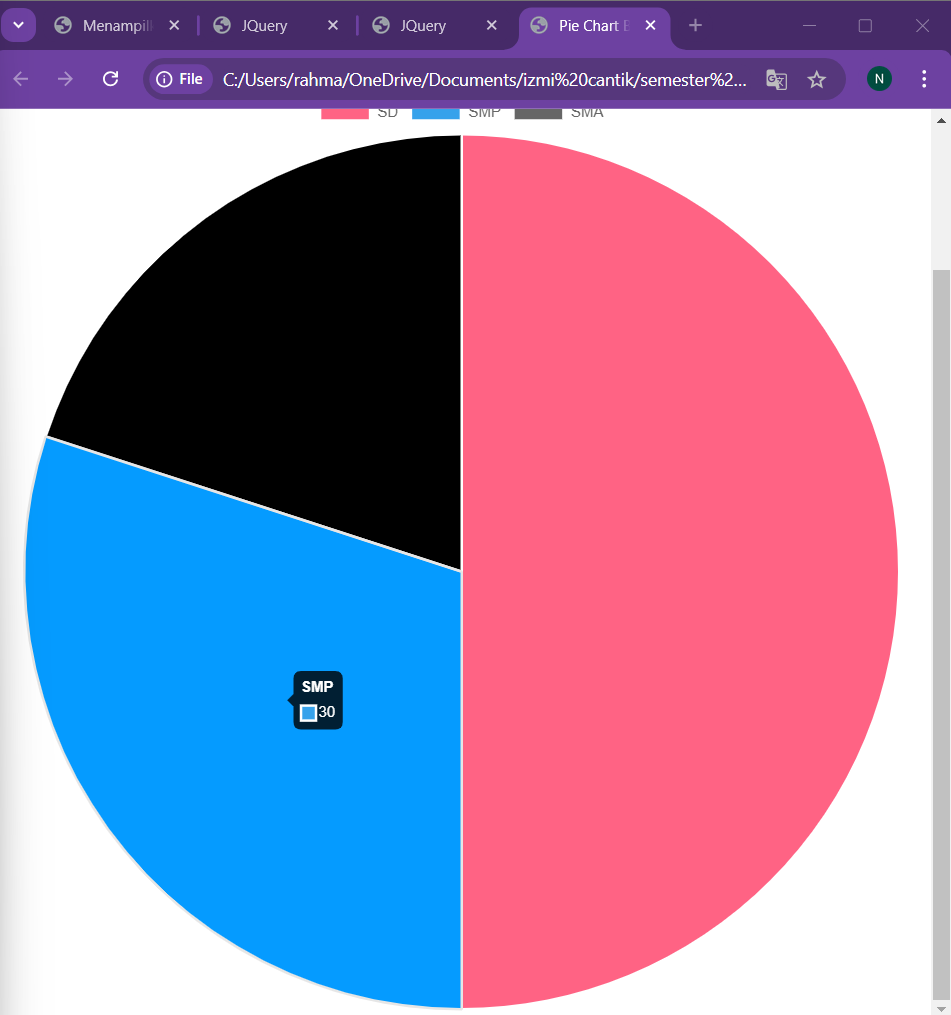 Menampil JQuery JQuery Pie Chart
File C:/Users/rahma/OneDrive/Documents/izmi%20cantik/semester%2... N
SD SMP SMA
SMP
30